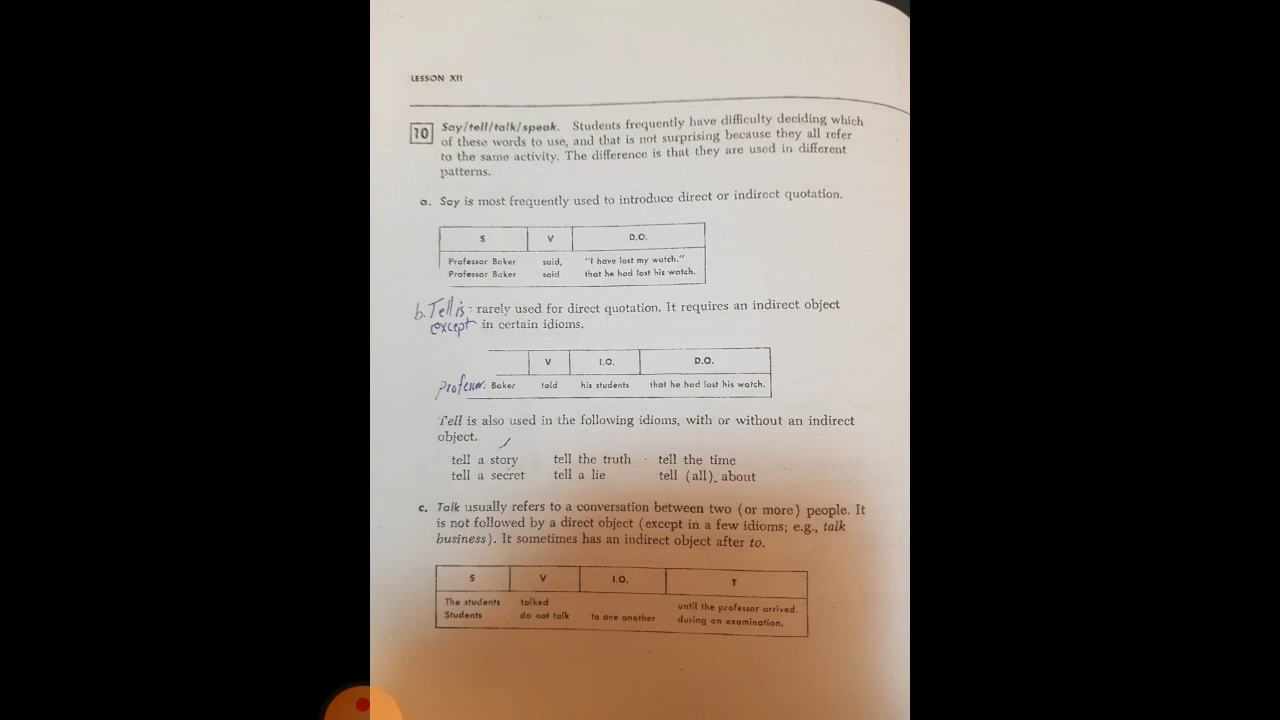 LESSON XII
10 Say/tell/talk/speak. Students frequently have difficulty deciding which
of these words to use, and that is not surprising because they all refer
to the same activity. The difference is that they are used in different
patterns.
a. Say is most frequently used to introduce direct or indirect quotation.
S V D.O.
Professor Baker said, "I have lost my watch."
Professor Baker said that he had lost his watch.
b. Tell is rarely used for direct quotation. It requires an indirect object
except in certain idioms.
V I.O. D.O.
Professor Baker told his students that he had lost his watch.
Tell is also used in the following idioms, with or without an indirect
object.
tell a story tell the truth tell the time
tell a secret tell a lie tell (all) about
c. Talk usually refers to a conversation between two (or more) people. It
is not followed by a direct object (except in a few idioms; e.g., talk
business). It sometimes has an indirect object after to.
S V I.O. T
The students talked until the professor arrived.
Students do not talk to one another during an examination.